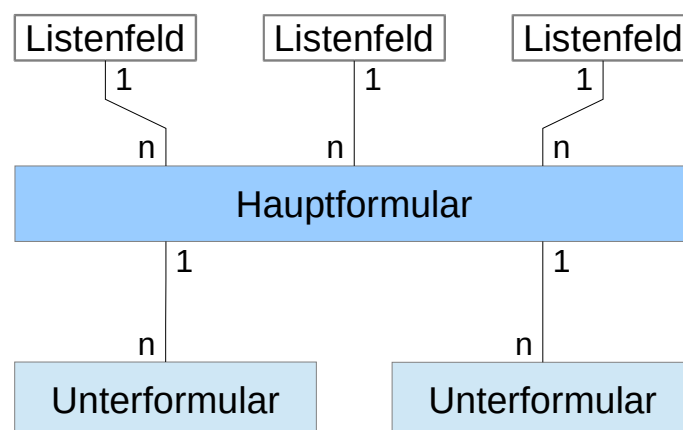 Listenfeld Listenfeld Listenfeld
1 1 1
n n n
Hauptformular
1 1
n n
Unterformular Unterformular